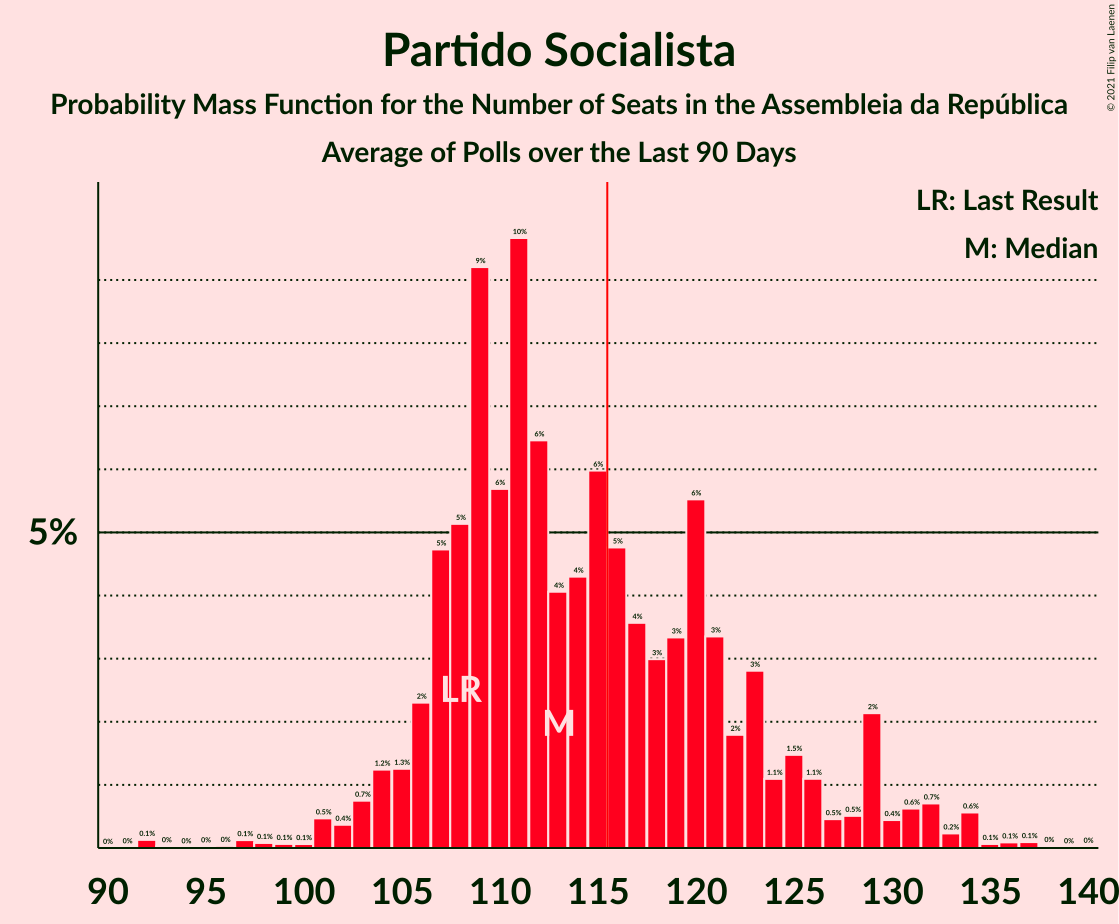 Partido Socialista
Probability Mass Function for the Number of Seats in the Assembleia da República
Average of Polls over the Last 90 Days
© 2021 Filip van Laenen
LR: Last Result
M: Median
5%
0% 0% 0.1% 0% 0% 0% 0% 0.1% 0.1% 0.1% 0.1% 0.5% 0.4% 0.7% 1.2% 1.3% 2% 5% 5% 9% 6% 10% 6% 4% 4% 6% 5% 4% 3% 3% 6% 3% 2% 3% 1.1% 1.5% 1.1% 0.5% 0.5% 2% 0.4% 0.6% 0.7% 0.2% 0.6% 0.1% 0.1% 0.1% 0% 0% 0%
LR
M
90 95 100 105 110 115 120 125 130 135 140